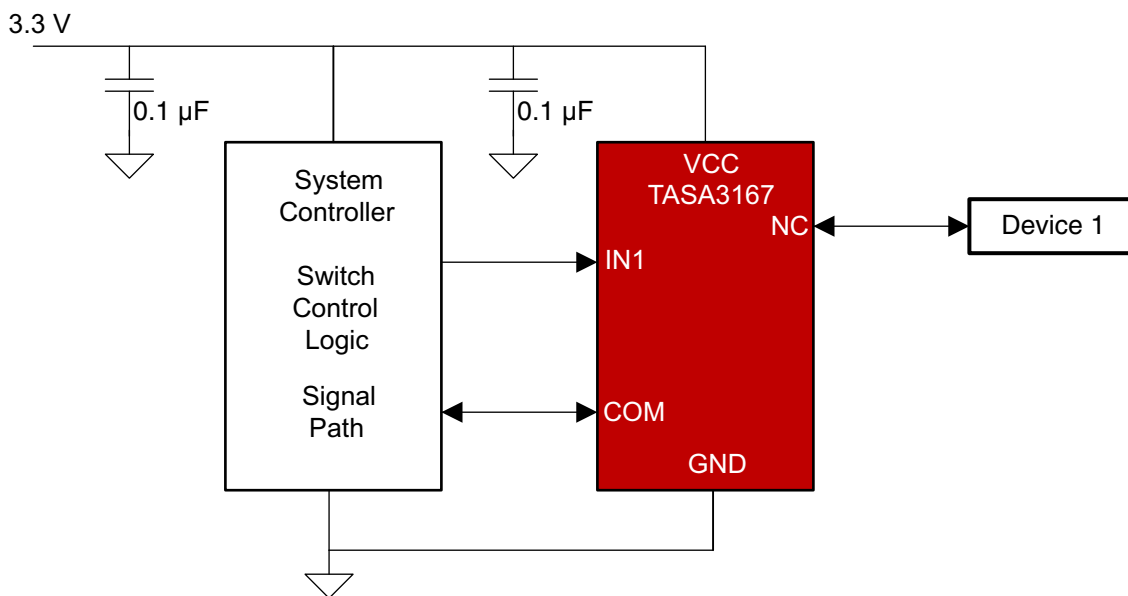 3.3 V
0.1 µF
0.1 µF
System
Controller
Switch
Control
Logic
Signal
Path
VCC
TASA3167
NC
IN1
COM
GND
Device 1